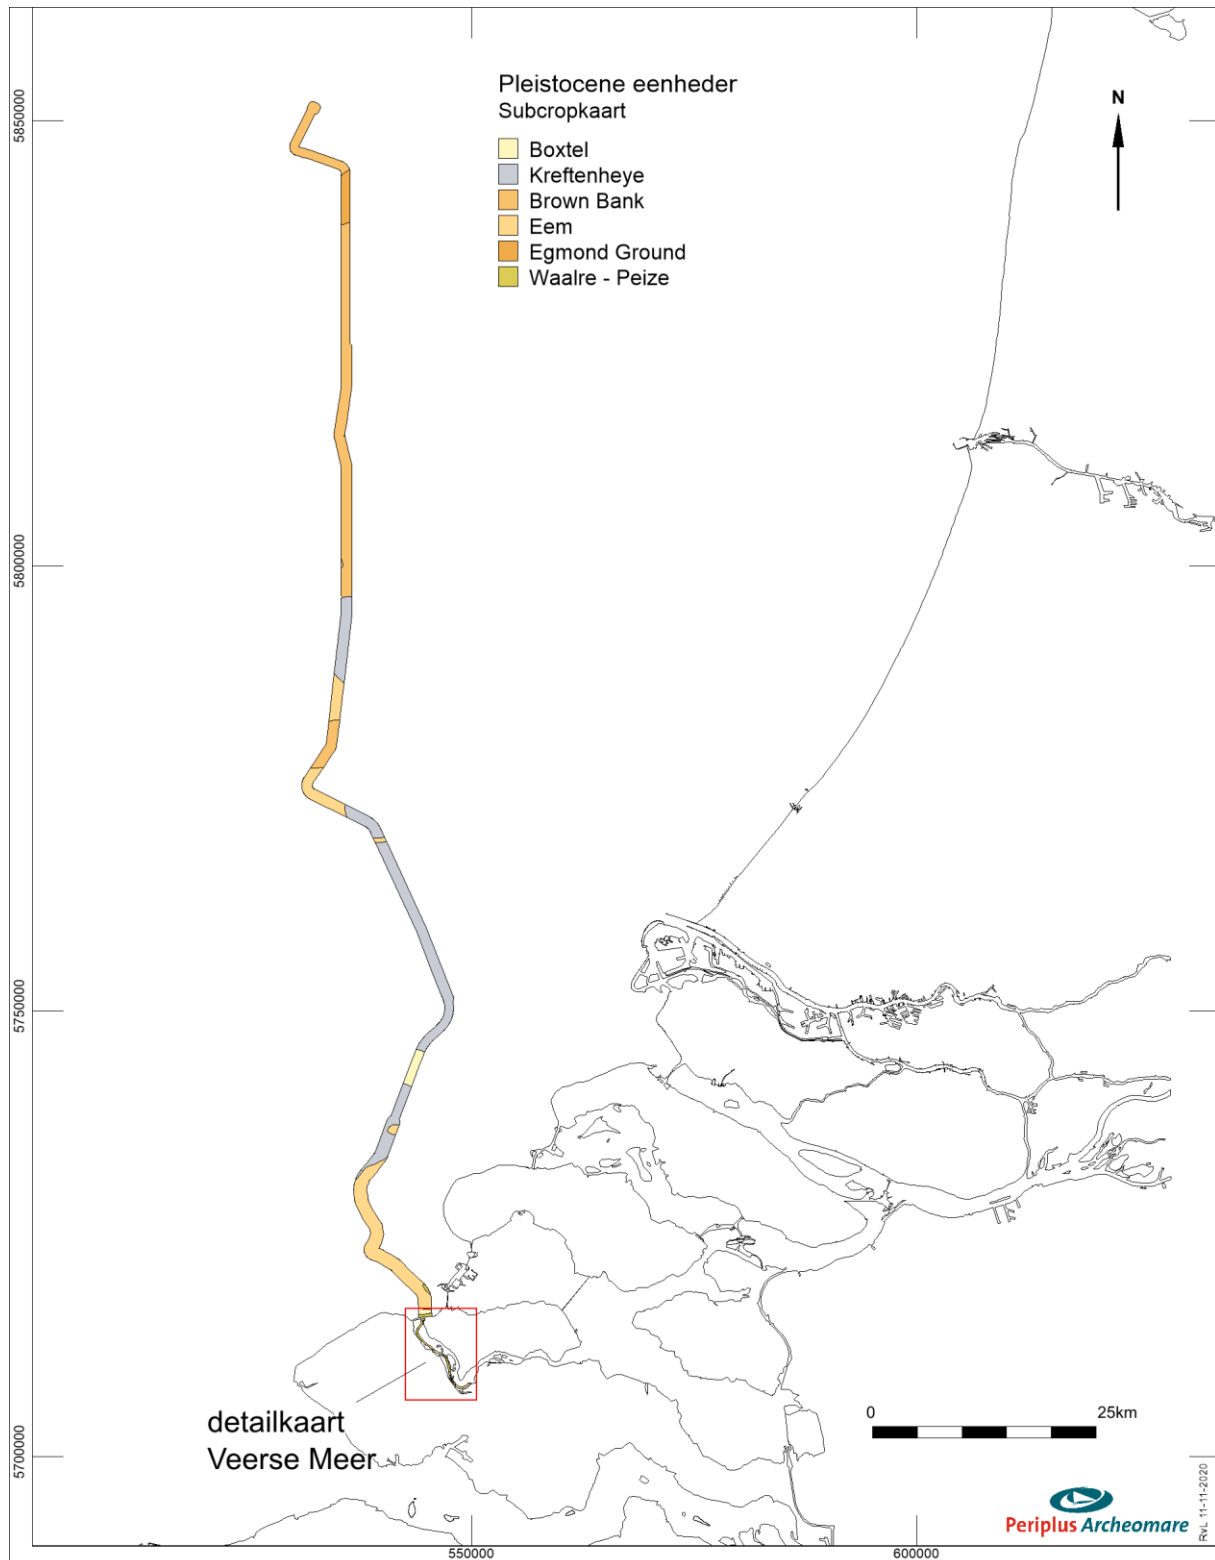 Pleistocene eenheder
Subcropkaart
Boxtel
Kreftenheye
Brown Bank
Eem
Egmond Ground
Waalre - Peize
N
5850000
5800000
5750000
5700000
detailkaart
Veerse Meer
0 25km
Periplus Archeomare
RvL 11-11-2020
550000 600000